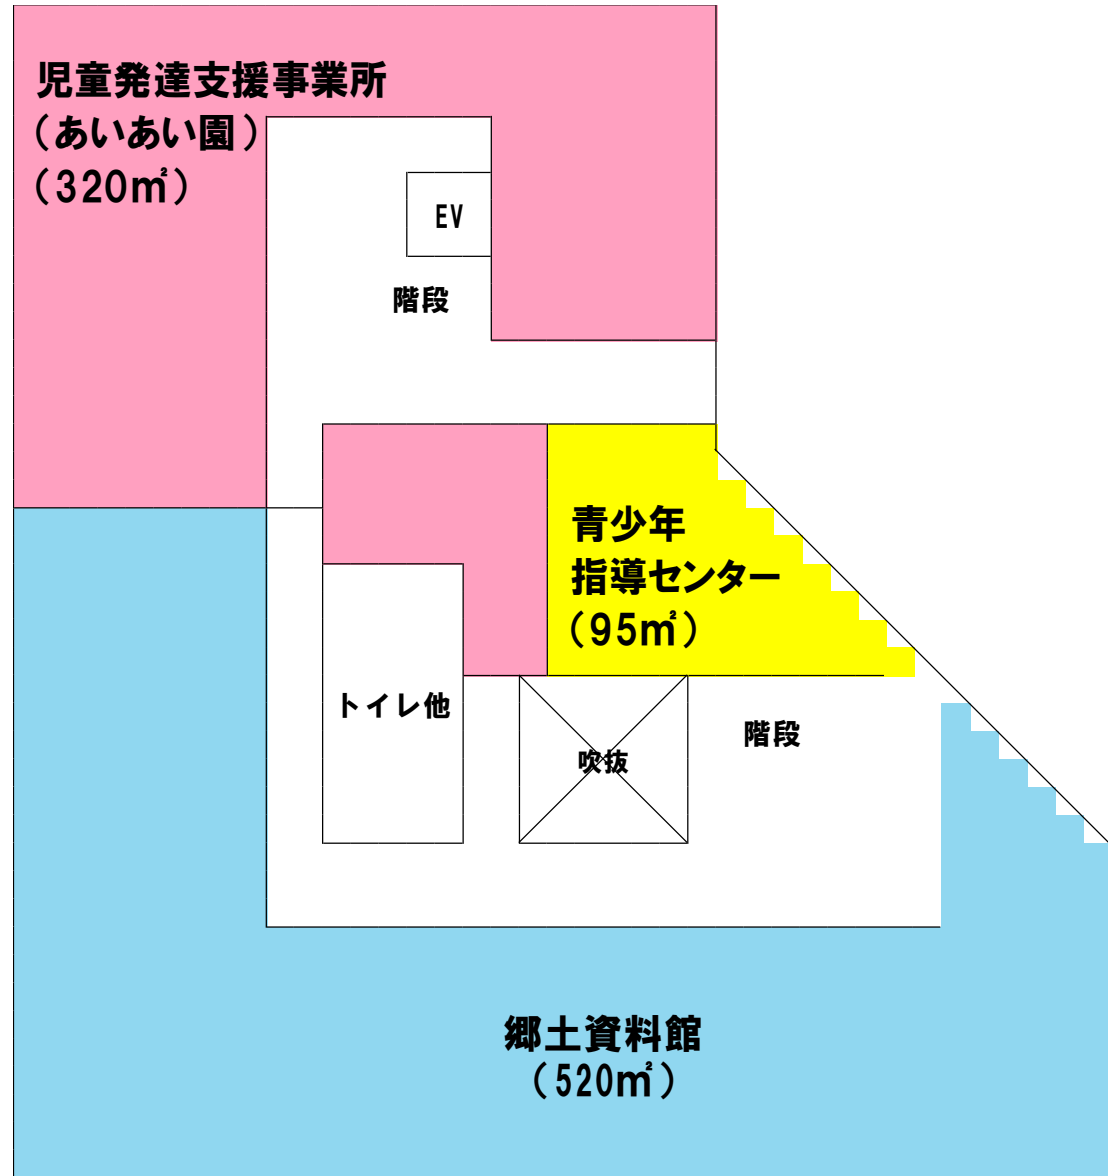 児童発達支援事業所
（あいあい園）
（320㎡）
EV
階段
青少年
指導センター
（95㎡）
トイレ他
吹抜
階段
郷土資料館
（520㎡）